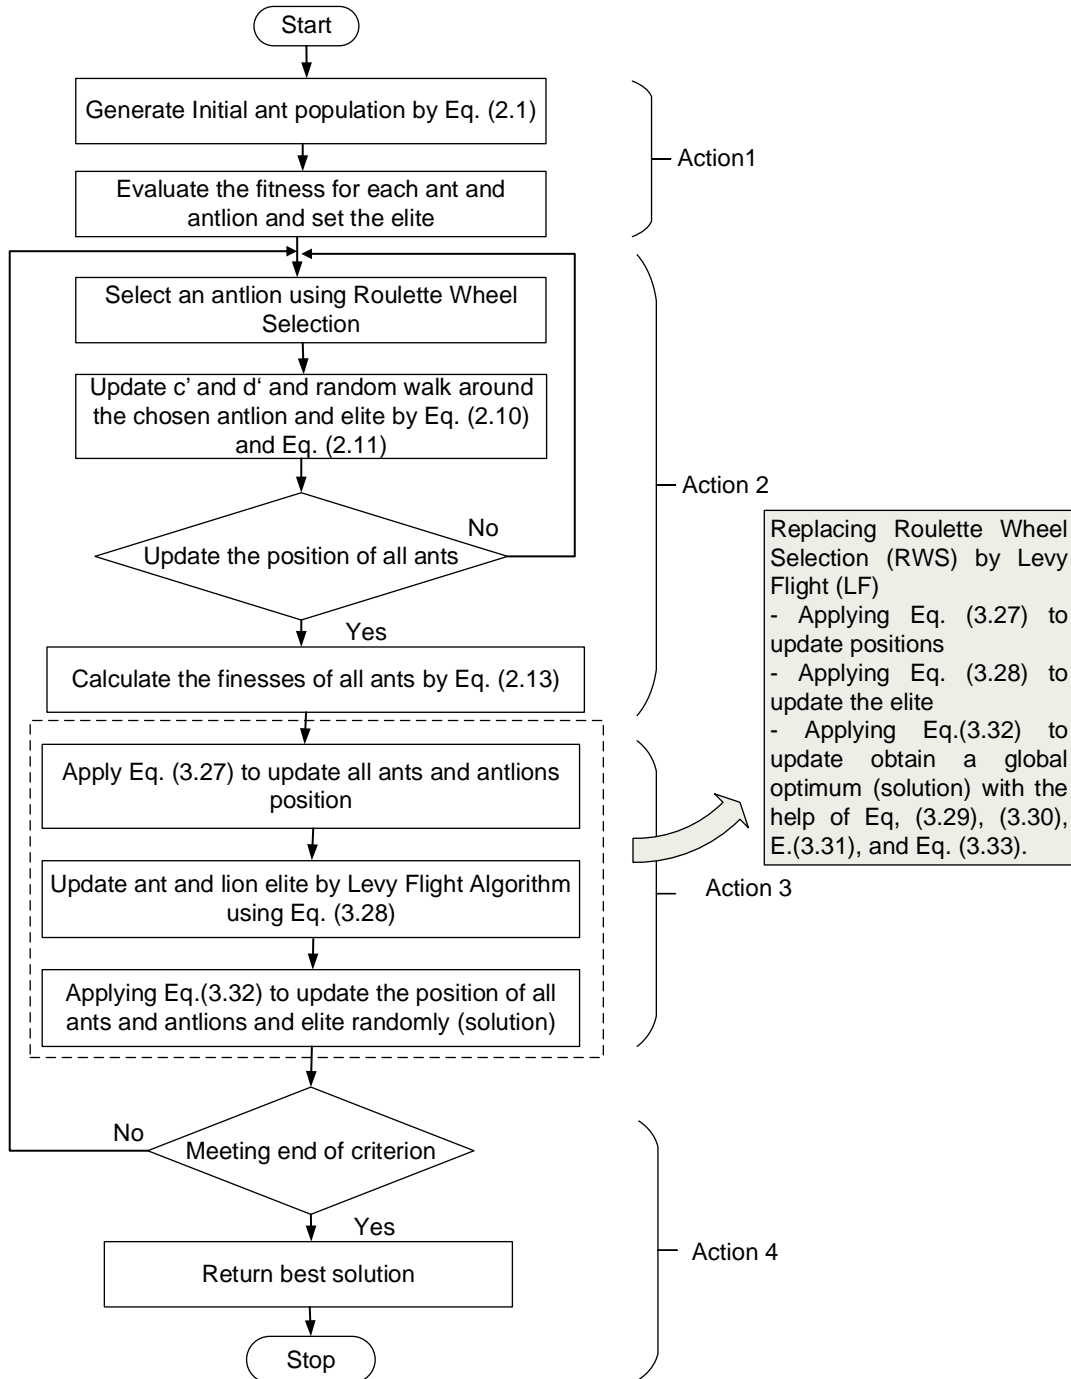 Start
Generate Initial ant population by Eq. (2.1)
Action1
Evaluate the fitness for each ant and
antlion and set the elite
Select an antlion using Roulette Wheel
Selection
Update c' and d' and random walk around
the chosen antlion and elite by Eq. (2.10)
and Eq. (2.11)
Action 2
No
Update the position of all ants
Yes
Calculate the finesses of all ants by Eq. (2.13)
Replacing Roulette Wheel
Selection (RWS) by Levy
Flight (LF)
- Applying Eq. (3.27) to
update positions
- Applying Eq. (3.28) to
update the elite
- Applying Eq.(3.32) to
update obtain a global
optimum (solution) with the
help of Eq, (3.29), (3.30),
E.(3.31), and Eq. (3.33).
Apply Eq. (3.27) to update all ants and antlions
position
Update ant and lion elite by Levy Flight Algorithm
using Eq. (3.28)
Action 3
Applying Eq.(3.32) to update the position of all
ants and antlions and elite randomly (solution)
No
Meeting end of criterion
Yes
Return best solution
Action 4
Stop